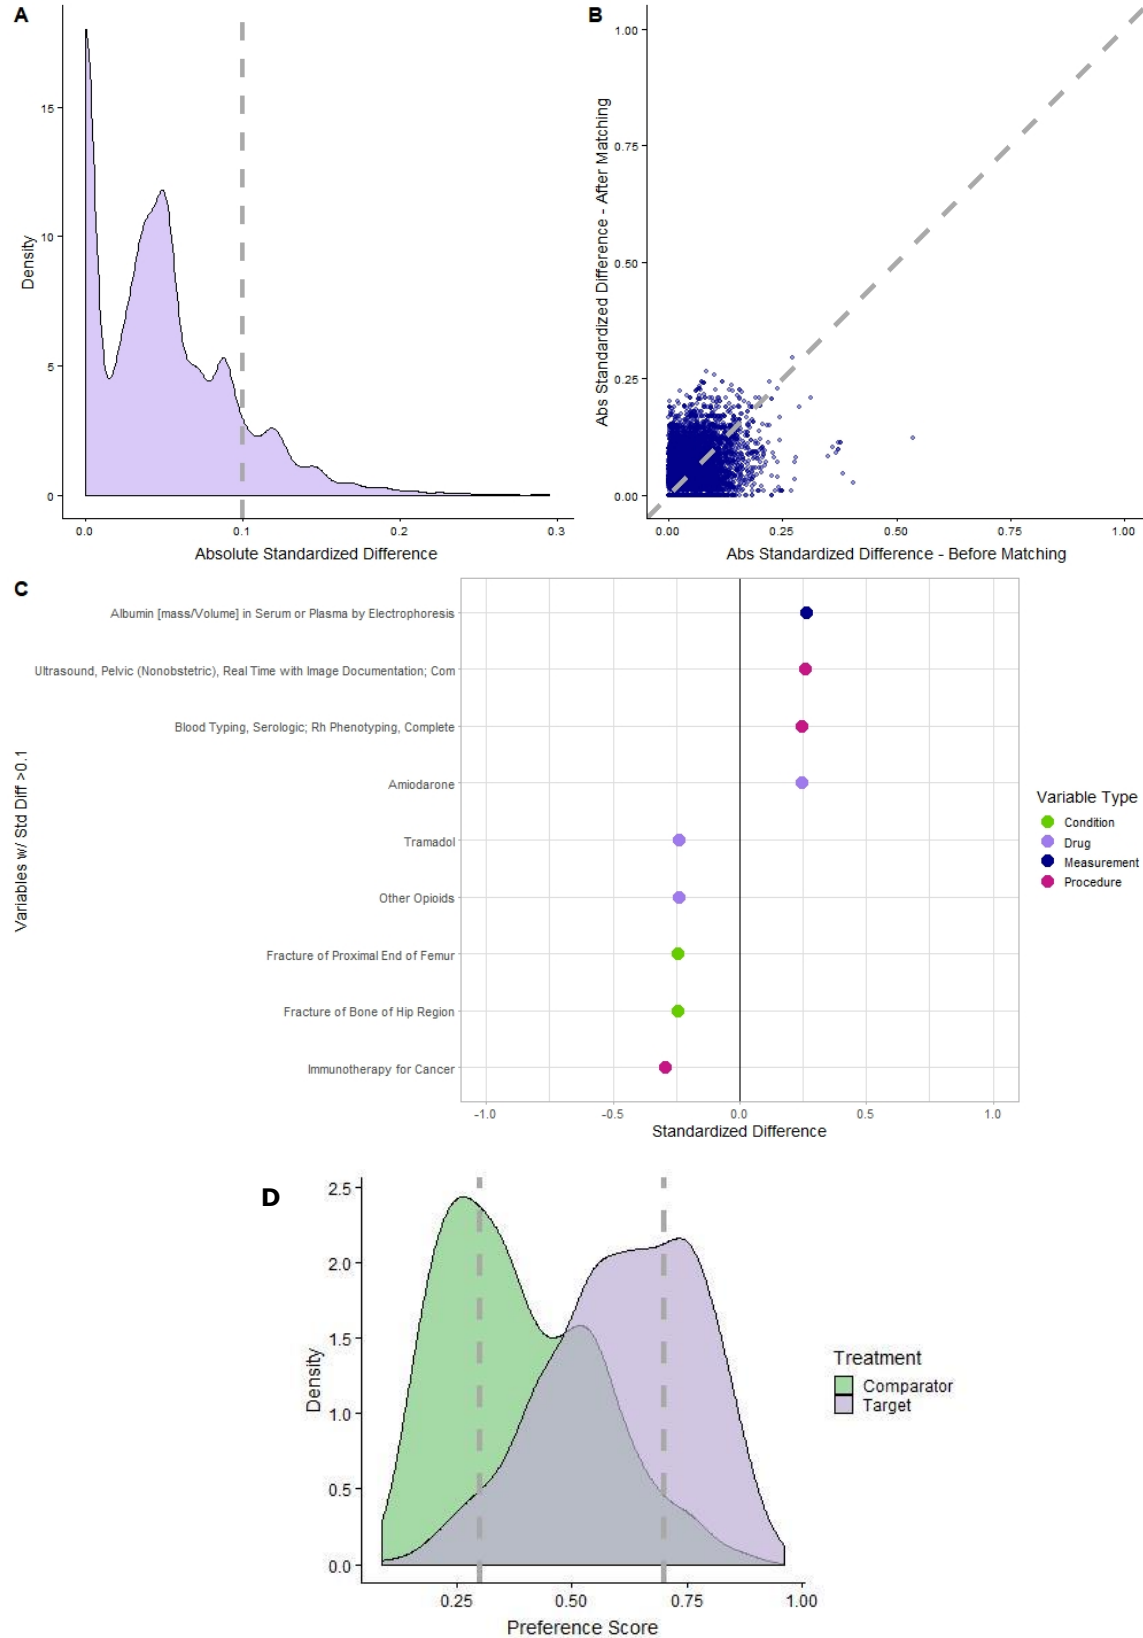 A
15
10
5
0
Density
0.0
0.1
0.2
0.3
Absolute Standardized Difference
B
1.00
0.75
0.50
0.25
0.00
Abs Standardized Difference - After Matching
0.00
0.25
0.50
0.75
1.00
Abs Standardized Difference - Before Matching
C
Variables w/ Std Diff >0.1
Albumin [mass/Volume] in Serum or Plasma by Electrophoresis
Ultrasound, Pelvic (Nonobstetric), Real Time with Image Documentation; Com
Blood Typing, Serologic; Rh Phenotyping, Complete
Amiodarone
Tramadol
Other Opioids
Fracture of Proximal End of Femur
Fracture of Bone of Hip Region
Immunotherapy for Cancer
-1.0
-0.5
0.0
0.5
1.0
Standardized Difference
Variable Type
Condition
Drug
Measurement
Procedure
D
2.5
2.0
1.5
1.0
0.5
0.0
Density
0.25
0.50
0.75
1.00
Preference Score
Treatment
Comparator
Target